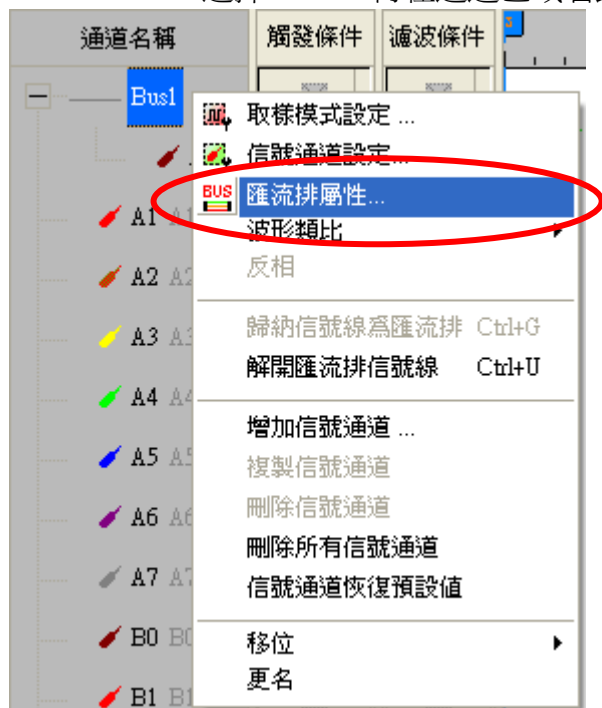 通道名稱 觸發條件 濾波條件
Bus1
取樣模式設定 ...
信號通道設定...
BUS 匯流排屬性...
A1 A1
波形類比
A2 A2
反相
A3
歸納信號線為匯流排 Ctrl+G
解開匯流排信號線 Ctrl+U
A4
增加信號通道 ...
A5
複製信號通道
A6
刪除信號通道
刪除所有信號通道
A7
信號通道恢復預設值
B0 B0
移位
更名
B1 B1